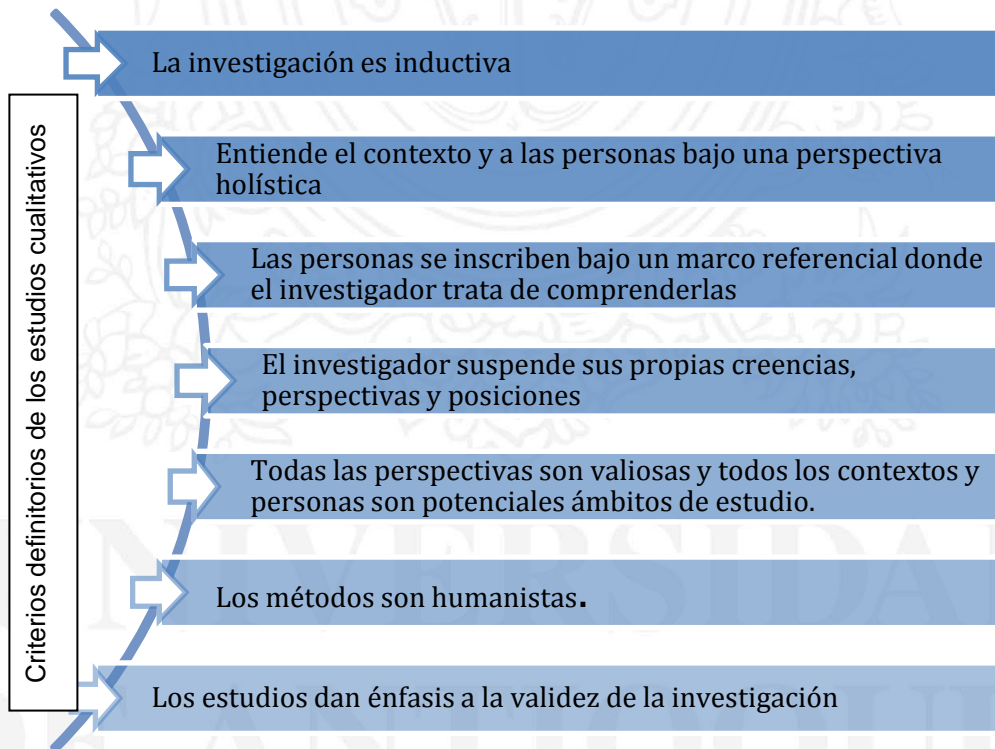 Criterios definitorios de los estudios cualitativos
La investigación es inductiva
Entiende el contexto y a las personas bajo una perspectiva
holística
Las personas se inscriben bajo un marco referencial donde
el investigador trata de comprenderlas
El investigador suspende sus propias creencias,
perspectivas y posiciones
Todas las perspectivas son valiosas y todos los contextos y
personas son potenciales ámbitos de estudio.
Los métodos son humanistas.
Los estudios dan énfasis a la validez de la investigación
UNIVERSIDA
DE ANTIOQUI